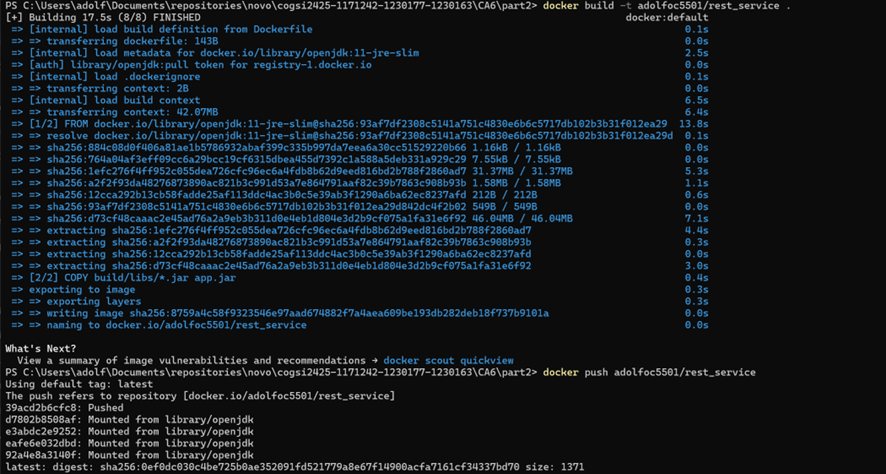 PS C:\Users\adolf\Documents\repositories\novo\cogsi2425-1171242-1230177-1230163\CA6\part2> docker build -t adolfoc5501/rest_service .
[+] Building 17.5s (8/8) FINISHED docker:default
=> [internal] load build definition from Dockerfile 0.1s
=> => transferring dockerfile: 143B 0.0s
=> [internal] load metadata for docker.io/library/openjdk:11-jre-slim 2.5s
=> [auth] library/openjdk:pull token for registry-1.docker.io 0.0s
=> [internal] load .dockerignore 0.1s
=> => transferring context: 2B 0.0s
=> [internal] load build context 6.5s
=> => transferring context: 42.07MB 6.4s
=> [1/2] FROM docker.io/library/openjdk:11-jre-slim@sha256:93af7df2308c5141a751c4830e6b6c5717db102b3b31f012ea29 13.8s
=> => resolve docker.io/library/openjdk:11-jre-slim@sha256:93af7df2308c5141a751c4830e6b6c5717db102b3b31f012ea29d 0.1s
=> => sha256:884c08d0f406a81ae1b5786932abaf399c335b997da7eea6a30cc51529220b66 1.16kB / 1.16kB 0.0s
=> => sha256:764a04af3eff09cc6a29bcc19cf6315dbea455d7392c1a588a5deb331a929c29 7.55kB / 7.55kB 0.0s
=> => sha256:1efc276f4ff952c055dea726cfc96ec6a4fdb8b62d9eed816bd2b788f2860ad7 31.37MB / 31.37MB 5.3s
=> => sha256:a2f2f93da48276873890ac821b3c991d53a7e864791aaf82c39b7863c908b93b 1.58MB / 1.58MB 1.1s
=> => sha256:12cca292b13cb58fadde25af113ddc4ac3b0c5e39ab3f1290a6ba62ec8237afd 212B / 212B 0.6s
=> => sha256:93af7df2308c5141a751c4830e6b6c5717db102b3b31f012ea29d842dc4f2b02 549B / 549B 0.0s
=> => sha256:d73cf48caaac2e45ad76a2a9eb3b311d0e4eb1d804e3d2b9cf075a1fa31e6f92 46.04MB / 46.04MB 7.1s
=> => extracting sha256:1efc276f4ff952c055dea726cfc96ec6a4fdb8b62d9eed816bd2b788f2860ad7 4.4s
=> => extracting sha256:a2f2f93da48276873890ac821b3c991d53a7e864791aaf82c39b7863c908b93b 0.3s
=> => extracting sha256:12cca292b13cb58fadde25af113ddc4ac3b0c5e39ab3f1290a6ba62ec8237afd 0.0s
=> => extracting sha256:d73cf48caaac2e45ad76a2a9eb3b311d0e4eb1d804e3d2b9cf075a1fa31e6f92 3.0s
=> [2/2] COPY build/libs/*.jar app.jar 0.4s
=> exporting to image 0.3s
=> => exporting layers 0.3s
=> => writing image sha256:8759a4c58f9323546e97aad674882f7a4aea609be193db282deb18f737b9101a 0.0s
=> => naming to docker.io/adolfoc5501/rest_service 0.0s
What's Next?
View a summary of image vulnerabilities and recommendations → docker scout quickview
PS C:\Users\adolf\Documents\repositories\novo\cogsi2425-1171242-1230177-1230163\CA6\part2> docker push adolfoc5501/rest_service
Using default tag: latest
The push refers to repository [docker.io/adolfoc5501/rest_service]
39acd2b6cfc8: Pushed
d7802b8508af: Mounted from library/openjdk
e3abdc2e9252: Mounted from library/openjdk
eafe6e032dbd: Mounted from library/openjdk
92a4e8a3140f: Mounted from library/openjdk
latest: digest: sha256:0ef0dc030c4be725b0ae352091fd521779a8e67f14900acfa7161cf34337bd70 size: 1371